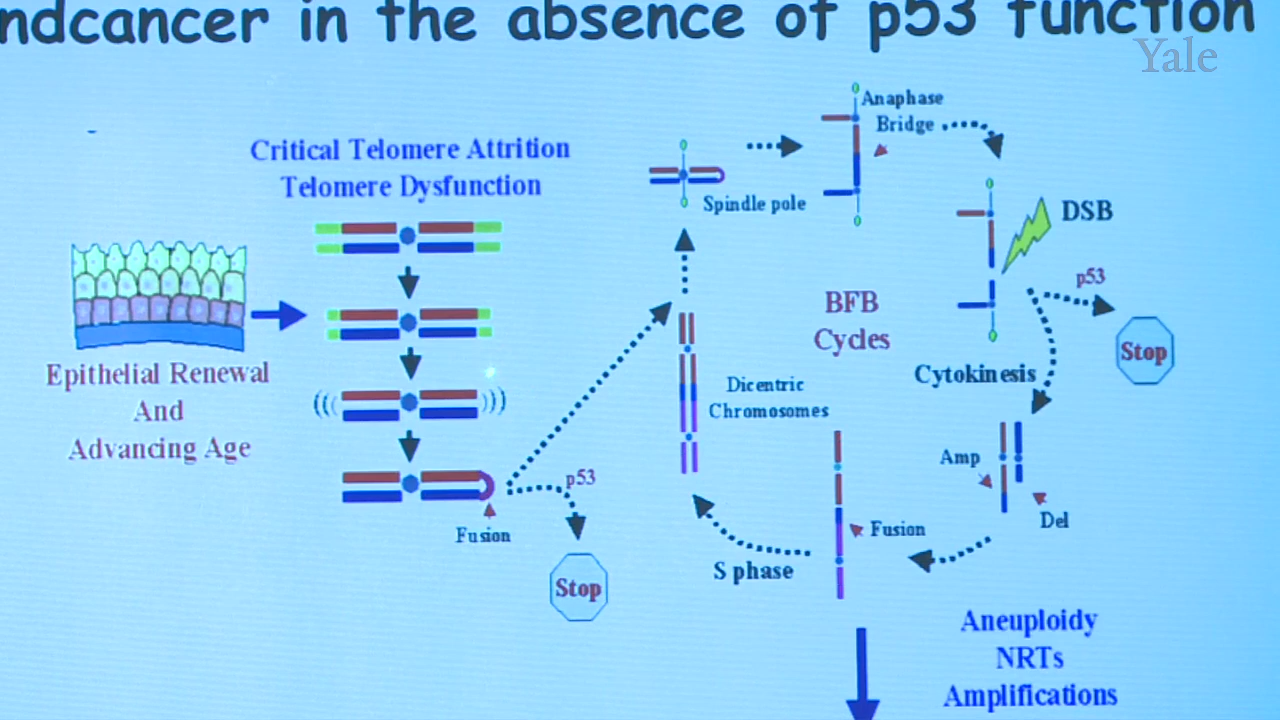 ndcancer in the absence of p53 function
Yale
Critical Telomere Attrition
Telomere Dysfunction
Epithelial Renewal
And
Advancing Age
Fusion
p53
Stop
Spindle pole
Anaphase
Bridge
DSB
p53
Stop
BFB
Cycles
Cytokinesis
Dicentric
Chromosomes
Amp
Del
Fusion
S phase
Aneuploidy
NRTs
Amplifications